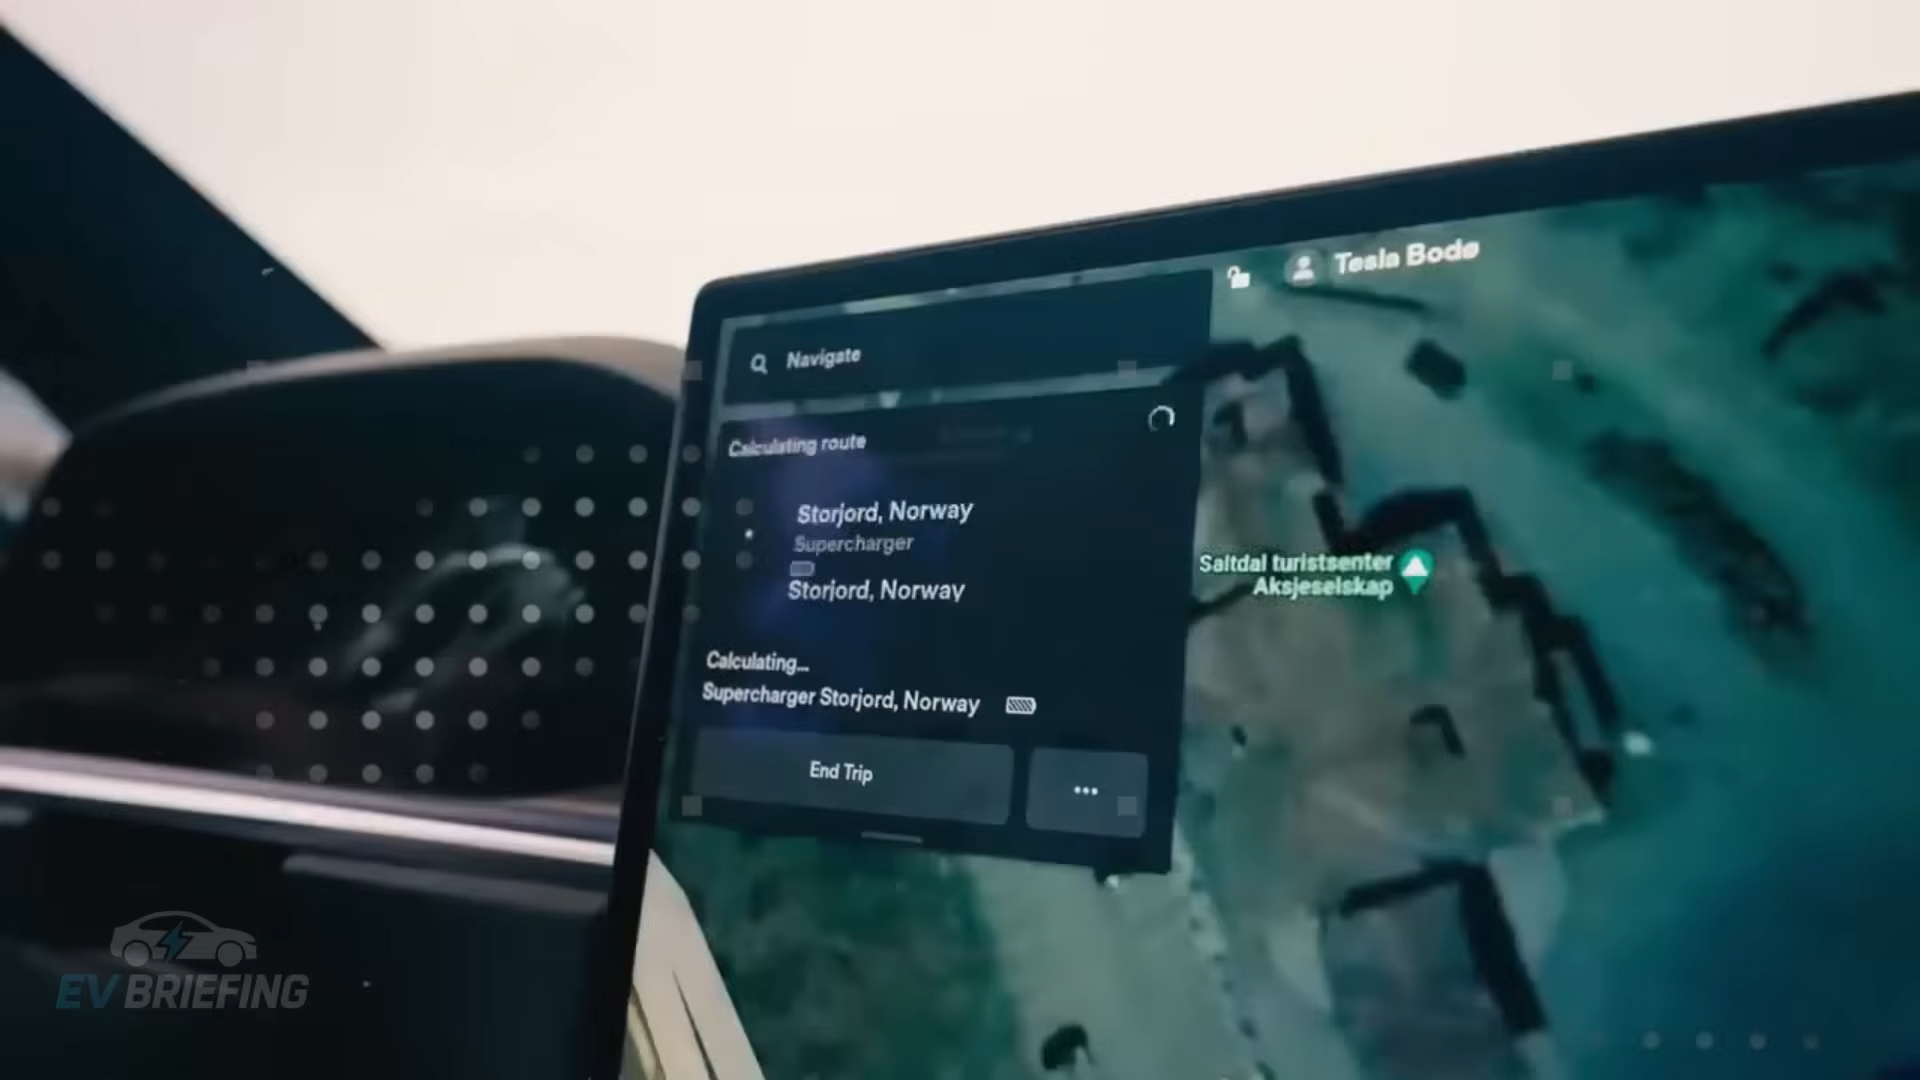 Tesla Bodø
Navigate
Calculating route
Storjord, Norway
Supercharger
Storjord, Norway
Calculating...
Supercharger Storjord, Norway
End Trip
...
Saltdal turistsenter
Aksjeselskap
EV BRIEFING